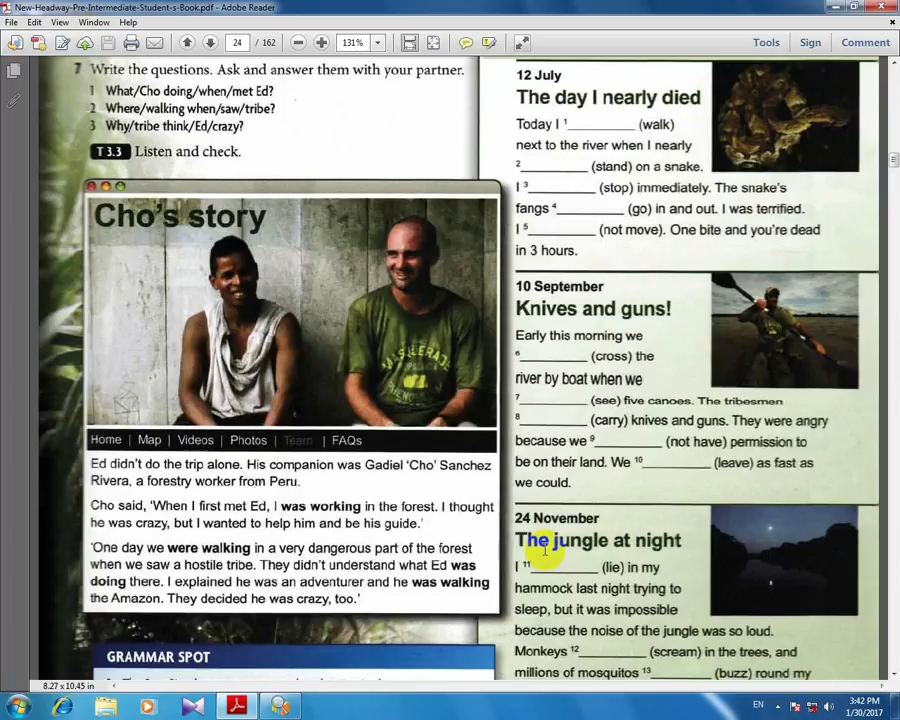 New-Headway-Pre-Intermediate-Student-s-Book.pdf - Adobe Reader
File Edit View Window Help
24 / 162 131% Tools Sign Comment
7 Write the questions. Ask and answer them with your partner.
1 What/Cho doing/when/met Ed?
2 Where/walking when/saw/tribe?
3 Why/tribe think/Ed/crazy?
T 3.3 Listen and check.
Cho's story
Home | Map | Videos | Photos | Team | FAQs
Ed didn't do the trip alone. His companion was Gadiel 'Cho' Sanchez
Rivera, a forestry worker from Peru.
Cho said, 'When I first met Ed, I was working in the forest. I thought
he was crazy, but I wanted to help him and be his guide.'
'One day we were walking in a very dangerous part of the forest
when we saw a hostile tribe. They didn't understand what Ed was
doing there. I explained he was an adventurer and he was walking
the Amazon. They decided he was crazy, too.'
GRAMMAR SPOT
12 July
The day I nearly died
Today I 1__________ (walk)
next to the river when I nearly
2__________ (stand) on a snake.
I 3__________ (stop) immediately. The snake's
fangs 4__________ (go) in and out. I was terrified.
I 5__________ (not move). One bite and you're dead
in 3 hours.
10 September
Knives and guns!
Early this morning we
6__________ (cross) the
river by boat when we
7__________ (see) five canoes. The tribesmen
8__________ (carry) knives and guns. They were angry
because we 9__________ (not have) permission to
be on their land. We 10__________ (leave) as fast as
we could.
24 November
The jungle at night
I 11__________ (lie) in my
hammock last night trying to
sleep, but it was impossible
because the noise of the jungle was so loud.
Monkeys 12__________ (scream) in the trees, and
millions of mosquitos 13__________ (buzz) round my
8.27 x 10.45 in
EN 3:42 PM
1/30/2017